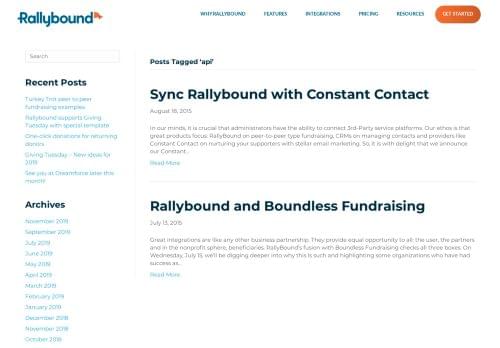 Rallybound
WHY RALLYBOUND
FEATURES
INTEGRATIONS
PRICING
RESOURCES
GET STARTED
Search
Recent Posts
Turkey Trot peer to peer
fundraising examples
Rallybound supports Giving
Tuesday with special template
One-click donations for returning
donors
Giving Tuesday – New ideas for
2019
See you at Dreamforce later this
month!
Archives
November 2019
September 2019
July 2019
June 2019
May 2019
April 2019
March 2019
February 2019
January 2019
December 2018
November 2018
October 2018
Posts Tagged 'api'
Sync Rallybound with Constant Contact
August 18, 2015
In our minds, it is crucial that administrators have the ability to connect 3rd-Party service platforms. Our ethos is that
great products focus: RallyBound on peer-to-peer type fundraising, CRMs on managing contacts and providers like
Constant Contact on nurturing your supporters with stellar email marketing. So, it is with delight that we announce
our Constant...
Read More
Rallybound and Boundless Fundraising
July 13, 2015
Great integrations are like any other business partnership. They provide equal opportunity to all: the user, the partners
and in the nonprofit sphere, beneficiaries. RallyBound's fusion with Boundless Fundraising checks all three boxes. On
Wednesday, July 15, we'll be digging deeper into why this is such and highlighting some organizations who have had
success as...
Read More